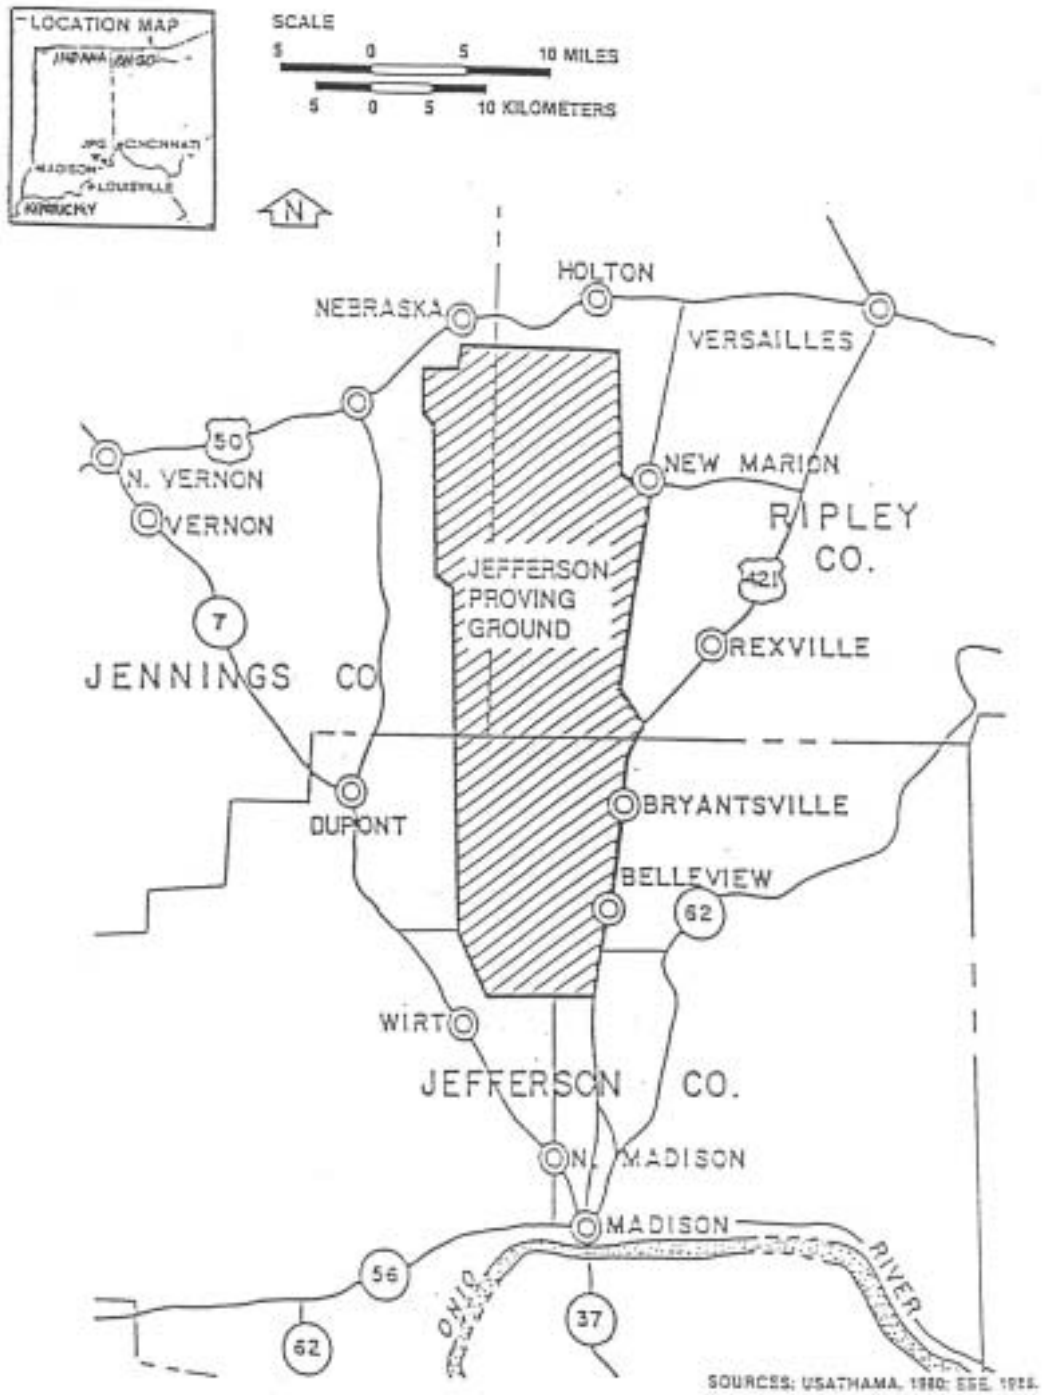 LOCATION MAP
INDIANA OHIO
JPG CINCINNATI
MADISON
LOUISVILLE
KENTUCKY
SCALE
5 0 5 10 MILES
5 0 5 10 KILOMETERS
N
HOLTON
NEBRASKA
VERSAILLES
50
N. VERNON
NEW MARION
VERNON
RIPLEY
CO.
JEFFERSON
PROVING
GROUND
421
7
REXVILLE
JENNINGS CO
BRYANTSVILLE
DUPONT
BELLEVIEW
62
WIRT
JEFFERSON CO.
N. MADISON
MADISON
56
OHIO
RIVER
37
62
SOURCES: USATHAMA, 1980; ESE,